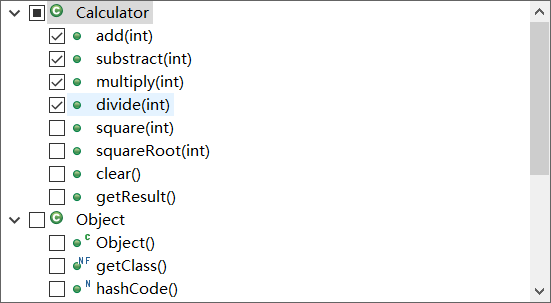 Calculator
add(int)
substract(int)
multiply(int)
divide(int)
square(int)
squareRoot(int)
clear()
getResult()
Object
C Object()
NF getClass()
N hashCode()